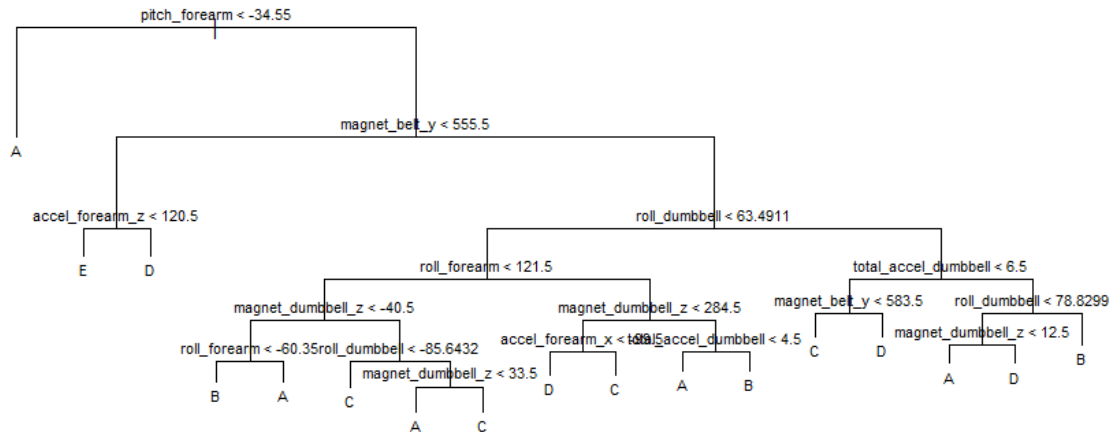 pitch_forearm < -34.55
magnet_belt_y < 555.5
A
accel_forearm_z < 120.5
roll_dumbbell < 63.4911
E D
roll_forearm < 121.5
total_accel_dumbbell < 6.5
magnet_dumbbell_z < -40.5
magnet_dumbbell_z < 284.5
magnet_belt_y < 583.5
roll_dumbbell < 78.8299
accel_forearm_x <
total_accel_dumbbell < 4.5
C D
magnet_dumbbell_z < 12.5
B
roll_forearm < -60.35
roll_dumbbell < -85.6432
D C
A B
A D
B A
C
magnet_dumbbell_z < 33.5
A C